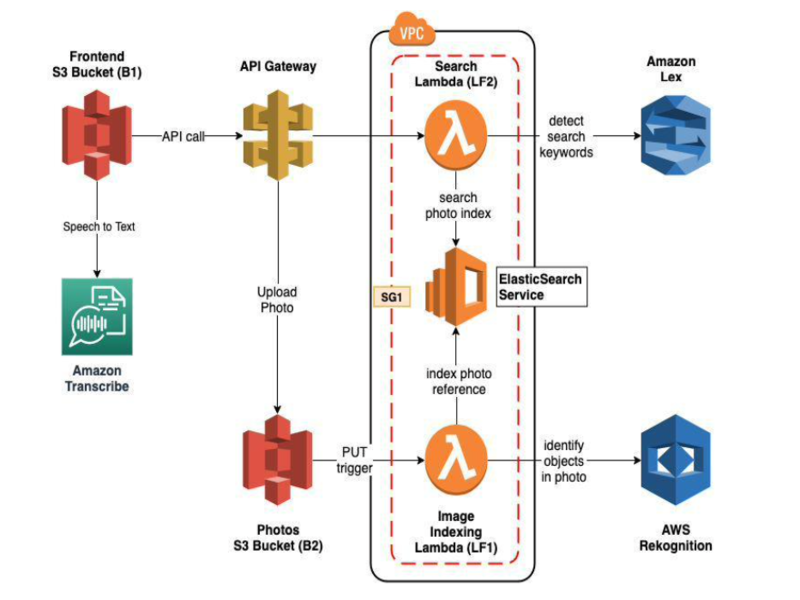 VPC
Frontend
S3 Bucket (B1)
API Gateway
Search
Lambda (LF2)
Amazon
Lex
API call
detect
search
keywords
search
photo index
Speech to Text
ElasticSearch
Service
SG1
Upload
Photo
Amazon
Transcribe
index photo
reference
PUT
trigger
identify
objects
in photo
Photos
S3 Bucket (B2)
Image
Indexing
Lambda (LF1)
AWS
Rekognition